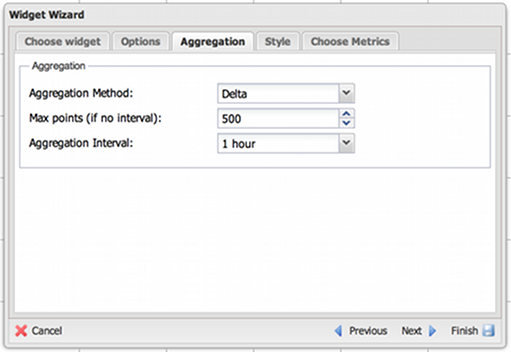 Widget Wizard
Choose widget Options Aggregation Style Choose Metrics
Aggregation
Aggregation Method: Delta
Max points (if no interval): 500
Aggregation Interval: 1 hour
Cancel Previous Next Finish